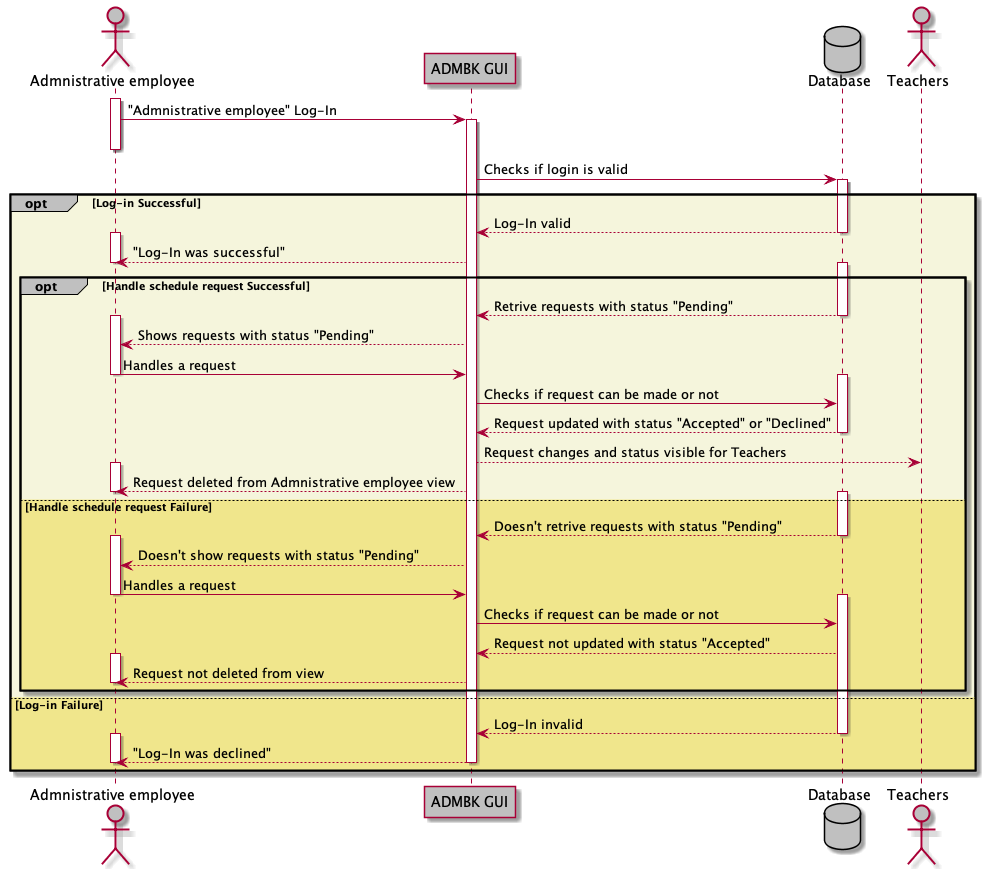 Admnistrative employee
ADMBK GUI
Database
Teachers
"Admnistrative employee" Log-In
Checks if login is valid
opt
[Log-in Successful]
Log-In valid
"Log-In was successful"
opt
[Handle schedule request Successful]
Retrive requests with status "Pending"
Shows requests with status "Pending"
Handles a request
Checks if request can be made or not
Request updated with status "Accepted" or "Declined"
Request changes and status visible for Teachers
Request deleted from Admnistrative employee view
[Handle schedule request Failure]
Doesn't retrive requests with status "Pending"
Doesn't show requests with status "Pending"
Handles a request
Checks if request can be made or not
Request not updated with status "Accepted"
Request not deleted from view
[Log-in Failure]
Log-In invalid
"Log-In was declined"
Admnistrative employee
ADMBK GUI
Database
Teachers